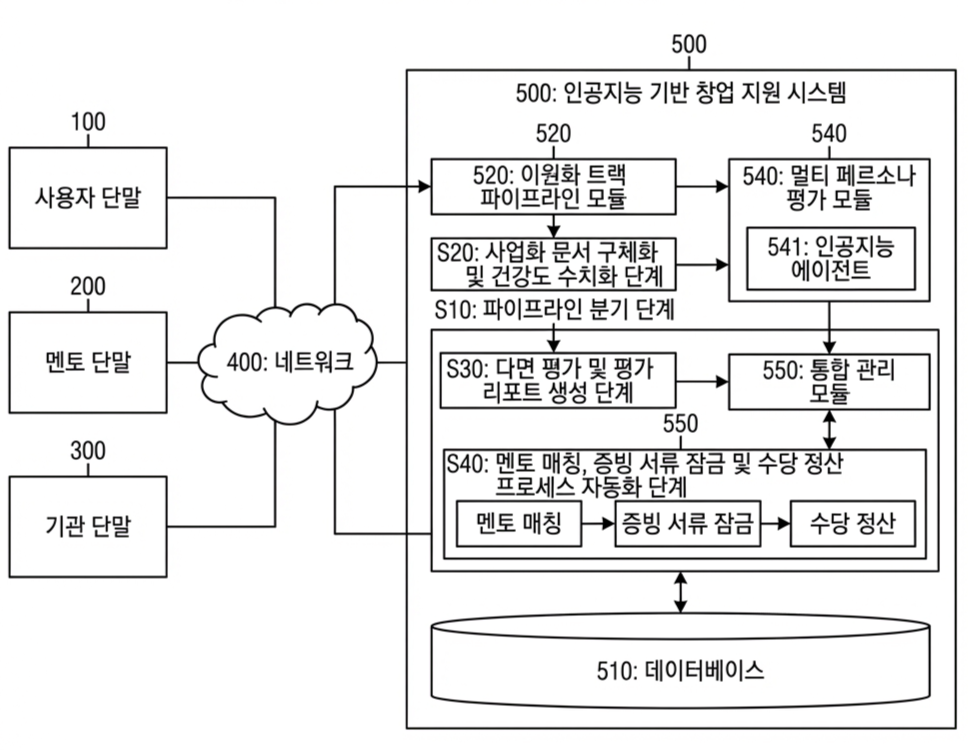 500
500: 인공지능 기반 창업 지원 시스템
100
사용자 단말
200
멘토 단말
300
기관 단말
400: 네트워크
520
520: 이원화 트랙
파이프라인 모듈
540
540: 멀티 페르소나
평가 모듈
541: 인공지능
에이전트
S20: 사업화 문서 구체화
및 건강도 수치화 단계
S10: 파이프라인 분기 단계
S30: 다면 평가 및 평가
리포트 생성 단계
550: 통합 관리
모듈
550
S40: 멘토 매칭, 증빙 서류 잠금 및 수당 정산
프로세스 자동화 단계
멘토 매칭
증빙 서류 잠금
수당 정산
510: 데이터베이스